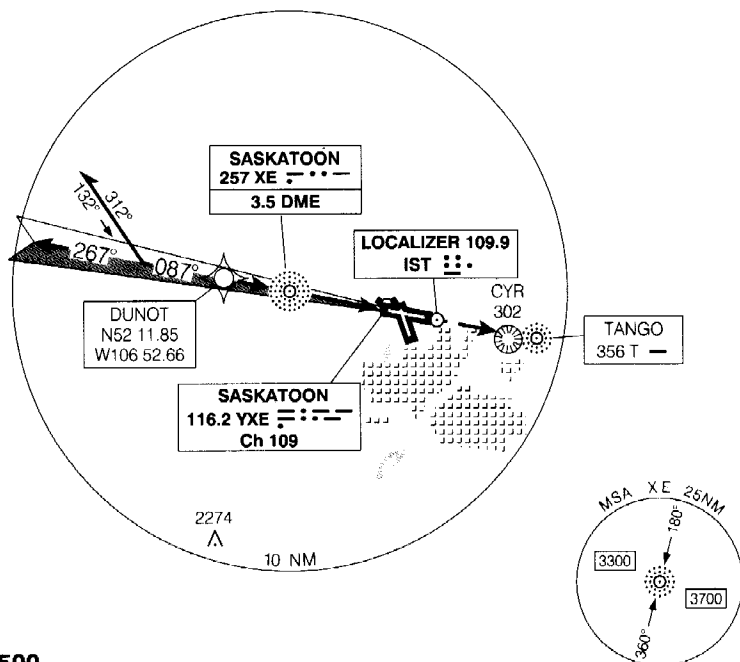 SASKATOON
257 XE
3.5 DME
132°
312°
267°
087°
LOCALIZER 109.9
IST
CYR
302
DUNOT
N52 11.85
W106 52.66
TANGO
356 T
SASKATOON
116.2 YXE
Ch 109
2274
10 NM
MSA XE 25NM
180°
3300
3700
360°